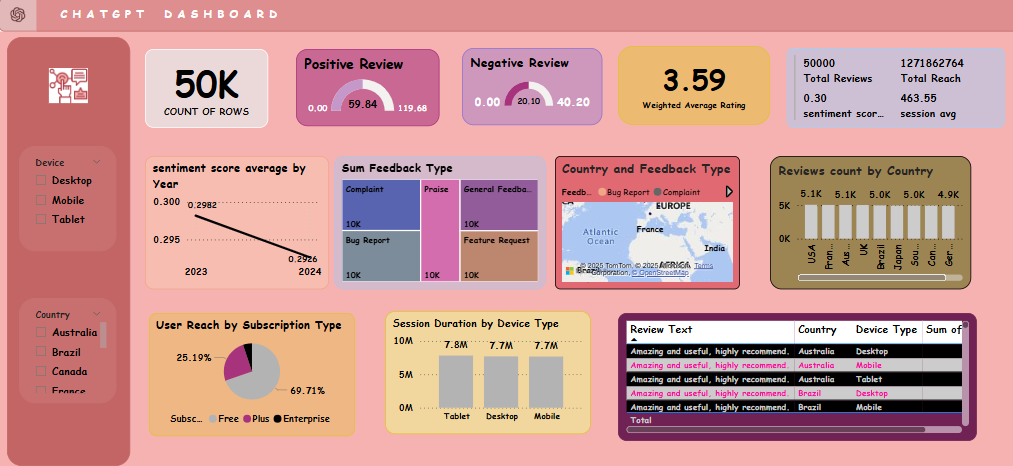 CHATGPT DASHBOARD
Device
Desktop
Mobile
Tablet
Country
Australia
Brazil
Canada
France
50K
COUNT OF ROWS
Positive Review
59.84
0.00
119.68
Negative Review
20.10
0.00
40.20
3.59
Weighted Average Rating
50000
Total Reviews
1271862764
Total Reach
0.30
sentiment scor...
463.55
session avg
sentiment score average by
Year
0.300
0.2982
0.295
0.2926
2023
2024
Sum Feedback Type
Complaint
10K
Praise
10K
General Feedba...
10K
Bug Report
10K
Feature Request
10K
Country and Feedback Type
Feedb... Bug Report Complaint
EUROPE
France
Atlantic
Ocean
India
AFRICA
Brazil
© 2025 TomTom, © 2025 Microsoft Corporation, © OpenStreetMap
Terms
Reviews count by Country
5.1K 5.1K 5.0K 5.0K 4.9K
5K
0K
USA
Fran...
Aus...
UK
Brazil
Japan
Sou...
Can...
Ger...
User Reach by Subscription Type
25.19%
69.71%
Subsc... Free Plus Enterprise
Session Duration by Device Type
10M
7.8M 7.7M 7.7M
5M
0M
Tablet Desktop Mobile
Review Text Country Device Type Sum of
Amazing and useful, highly recommend. Australia Desktop
Amazing and useful, highly recommend. Australia Mobile
Amazing and useful, highly recommend. Australia Tablet
Amazing and useful, highly recommend. Brazil Desktop
Amazing and useful, highly recommend. Brazil Mobile
Total